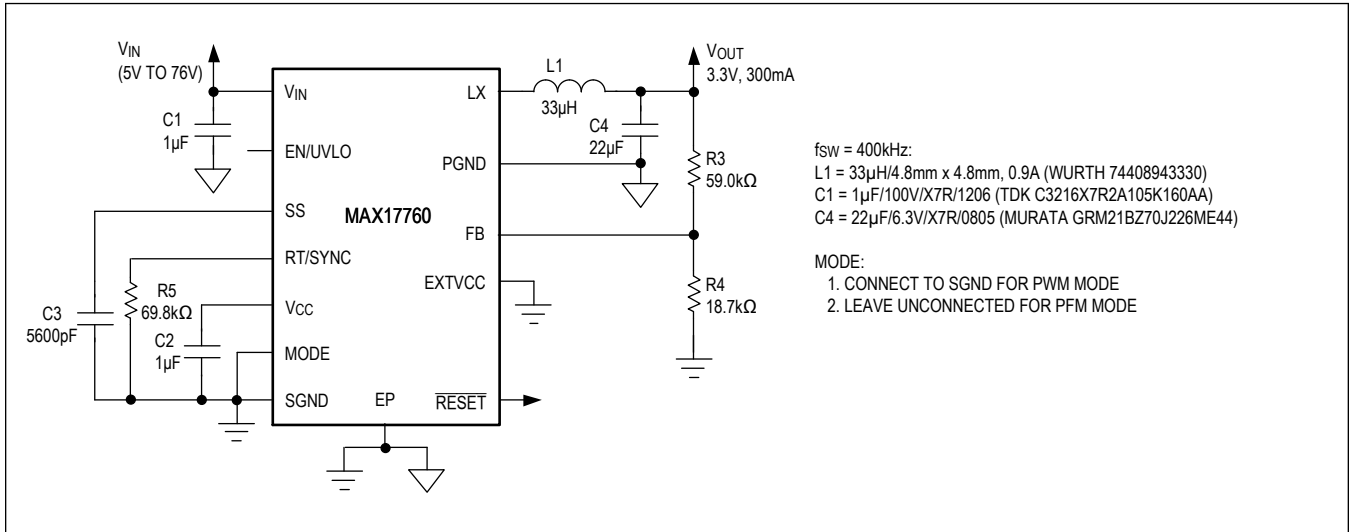 VIN
(5V TO 76V)
C1
1µF
VIN
EN/UVLO
SS
RT/SYNC
VCC
MODE
SGND
MAX17760
EP
LX
PGND
FB
EXTVCC
RESET
C3
5600pF
R5
69.8kΩ
C2
1µF
L1
33µH
C4
22µF
VOUT
3.3V, 300mA
R3
59.0kΩ
R4
18.7kΩ
fSW = 400kHz:
L1 = 33µH/4.8mm x 4.8mm, 0.9A (WURTH 74408943330)
C1 = 1µF/100V/X7R/1206 (TDK C3216X7R2A105K160AA)
C4 = 22µF/6.3V/X7R/0805 (MURATA GRM21BZ70J226ME44)
MODE:
1. CONNECT TO SGND FOR PWM MODE
2. LEAVE UNCONNECTED FOR PFM MODE